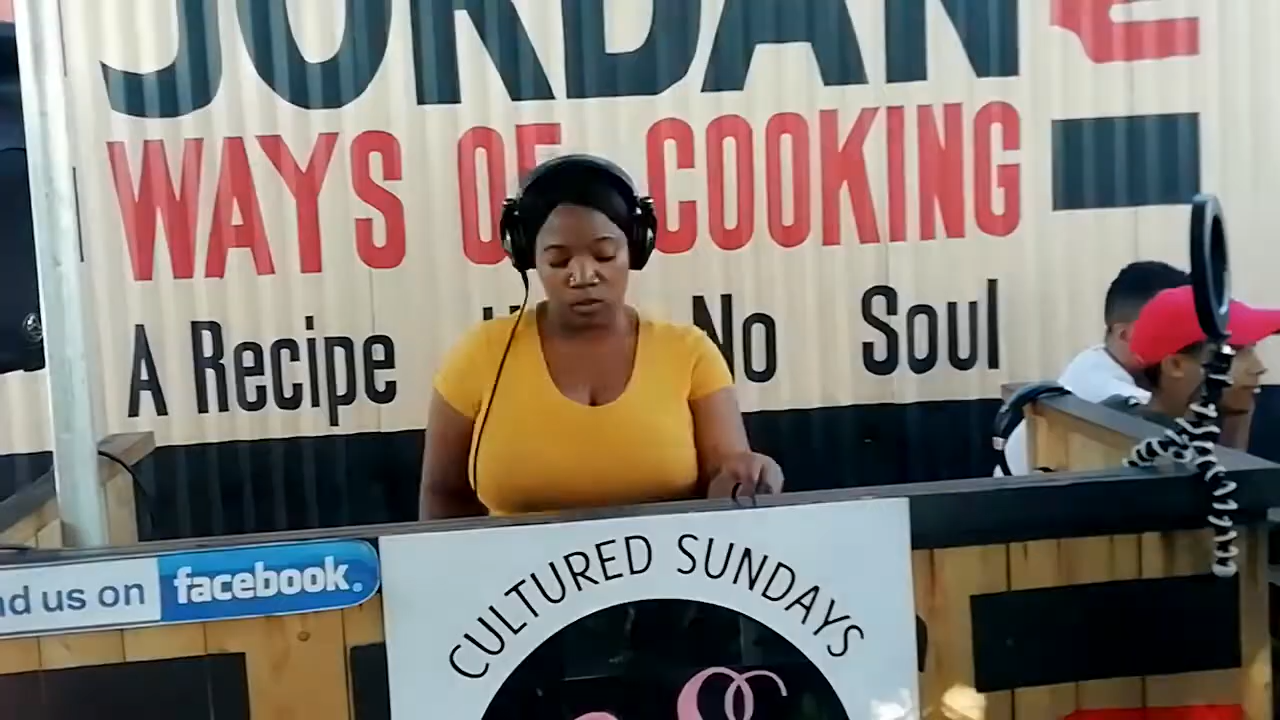 JORDAN
WAYS OF COOKING
A Recipe No Soul
nd us on facebook.
CULTURED SUNDAYS